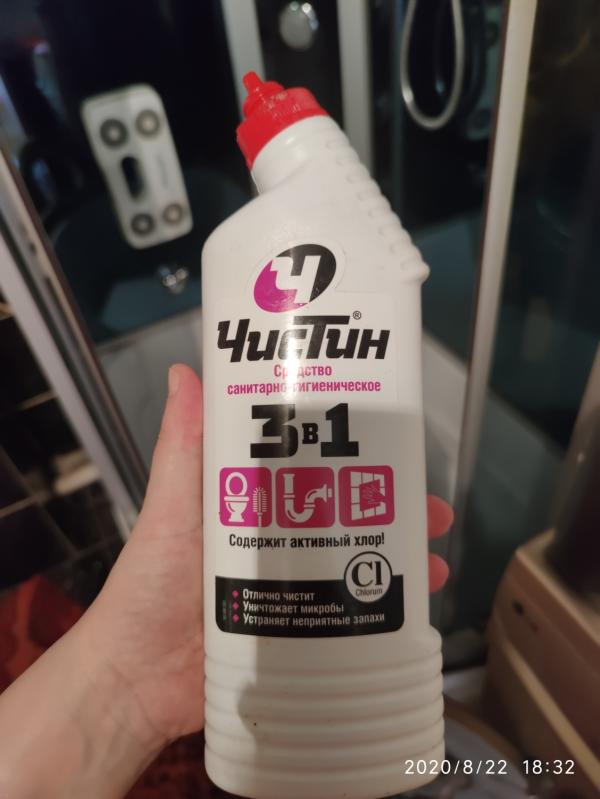 Ч
ЧисТин®
Средство
санитарно-гигиеническое
3в1
Содержит активный хлор!
Cl
Chlorum
Отлично чистит
Уничтожает микробы
Устраняет неприятные запахи
2020/8/22 18:32